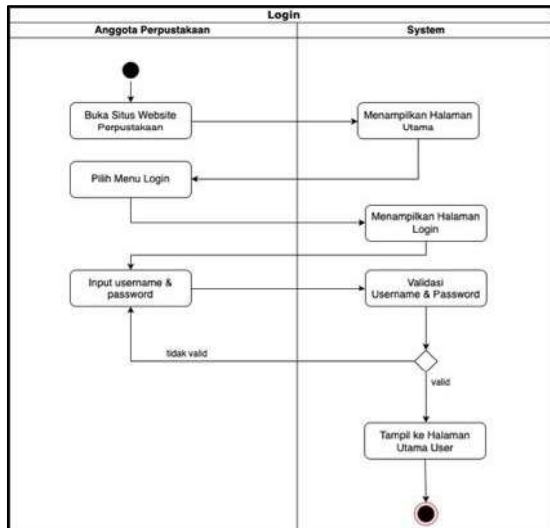 Login
Anggota Perpustakaan
System
Buka Situs Website
Perpustakaan
Menampilkan Halaman
Utama
Pilih Menu Login
Menampilkan Halaman
Login
Input username &
password
Validasi
Username & Password
tidak valid
valid
Tampil ke Halaman
Utama User